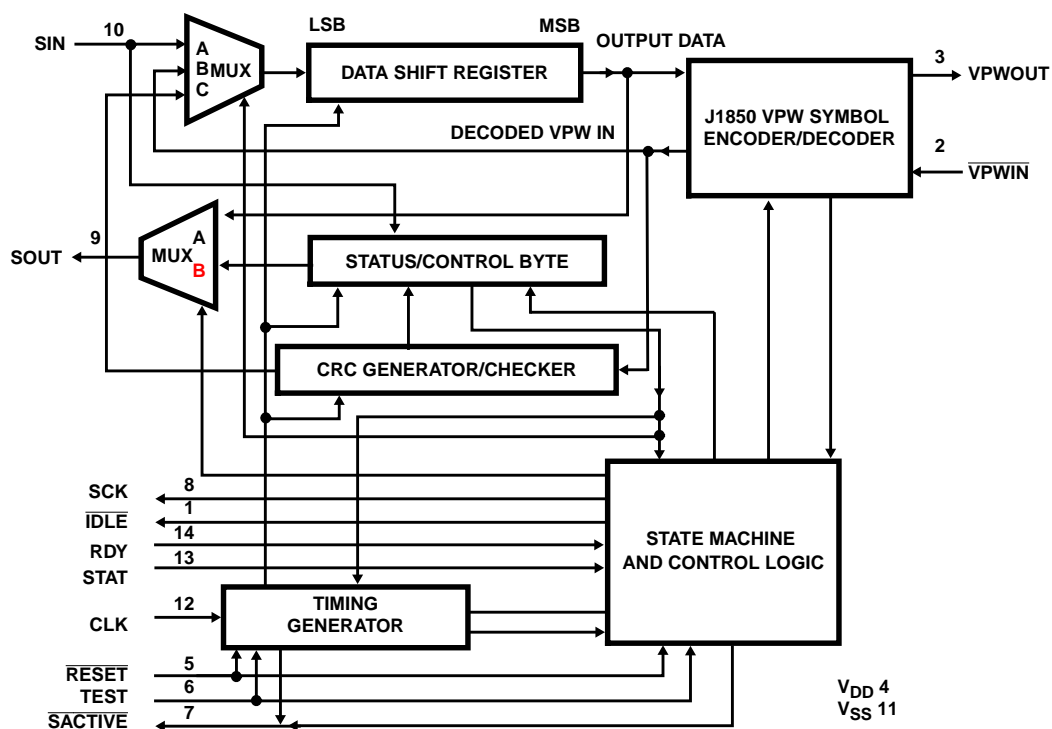 10
SIN
A
B MUX
C
LSB
MSB
DATA SHIFT REGISTER
OUTPUT DATA
3
VPWOUT
J1850 VPW SYMBOL
ENCODER/DECODER
2
VPWIN
DECODED VPW IN
9
SOUT
MUX
A
B
STATUS/CONTROL BYTE
CRC GENERATOR/CHECKER
SCK
8
IDLE
1
RDY
14
STAT
13
CLK
12
TIMING
GENERATOR
STATE MACHINE
AND CONTROL LOGIC
RESET
5
TEST
6
SACTIVE
7
VDD 4
VSS 11